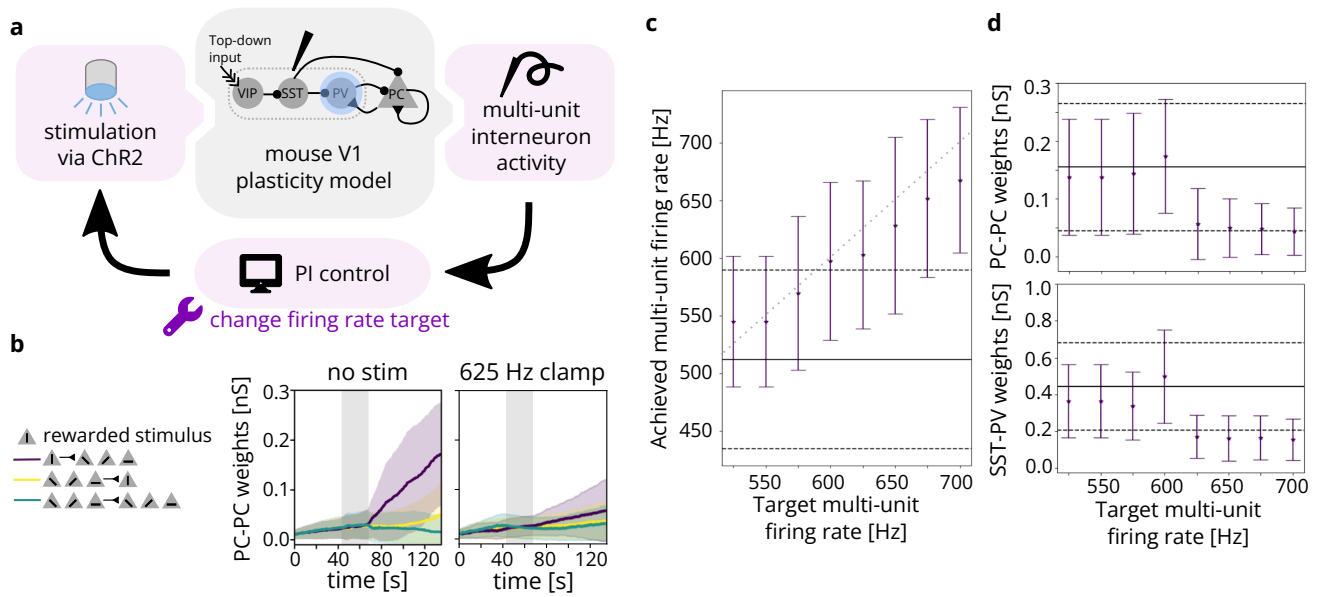 a
Top-down
input
VIP
SST
PV
PC
stimulation
via ChR2
mouse V1
plasticity model
multi-unit
interneuron
activity
PI control
change firing rate target
b
rewarded stimulus
no stim
625 Hz clamp
PC-PC weights [nS]
0.3
0.2
0.1
0.0
0 40 80 120
0 40 80 120
time [s]
time [s]
c
Achieved multi-unit firing rate [Hz]
700
650
600
550
500
450
550 600 650 700
Target multi-unit
firing rate [Hz]
d
PC-PC weights [nS]
0.3
0.2
0.1
0.0
SST-PV weights [nS]
1.0
0.8
0.6
0.4
0.2
0.0
550 600 650 700
Target multi-unit
firing rate [Hz]